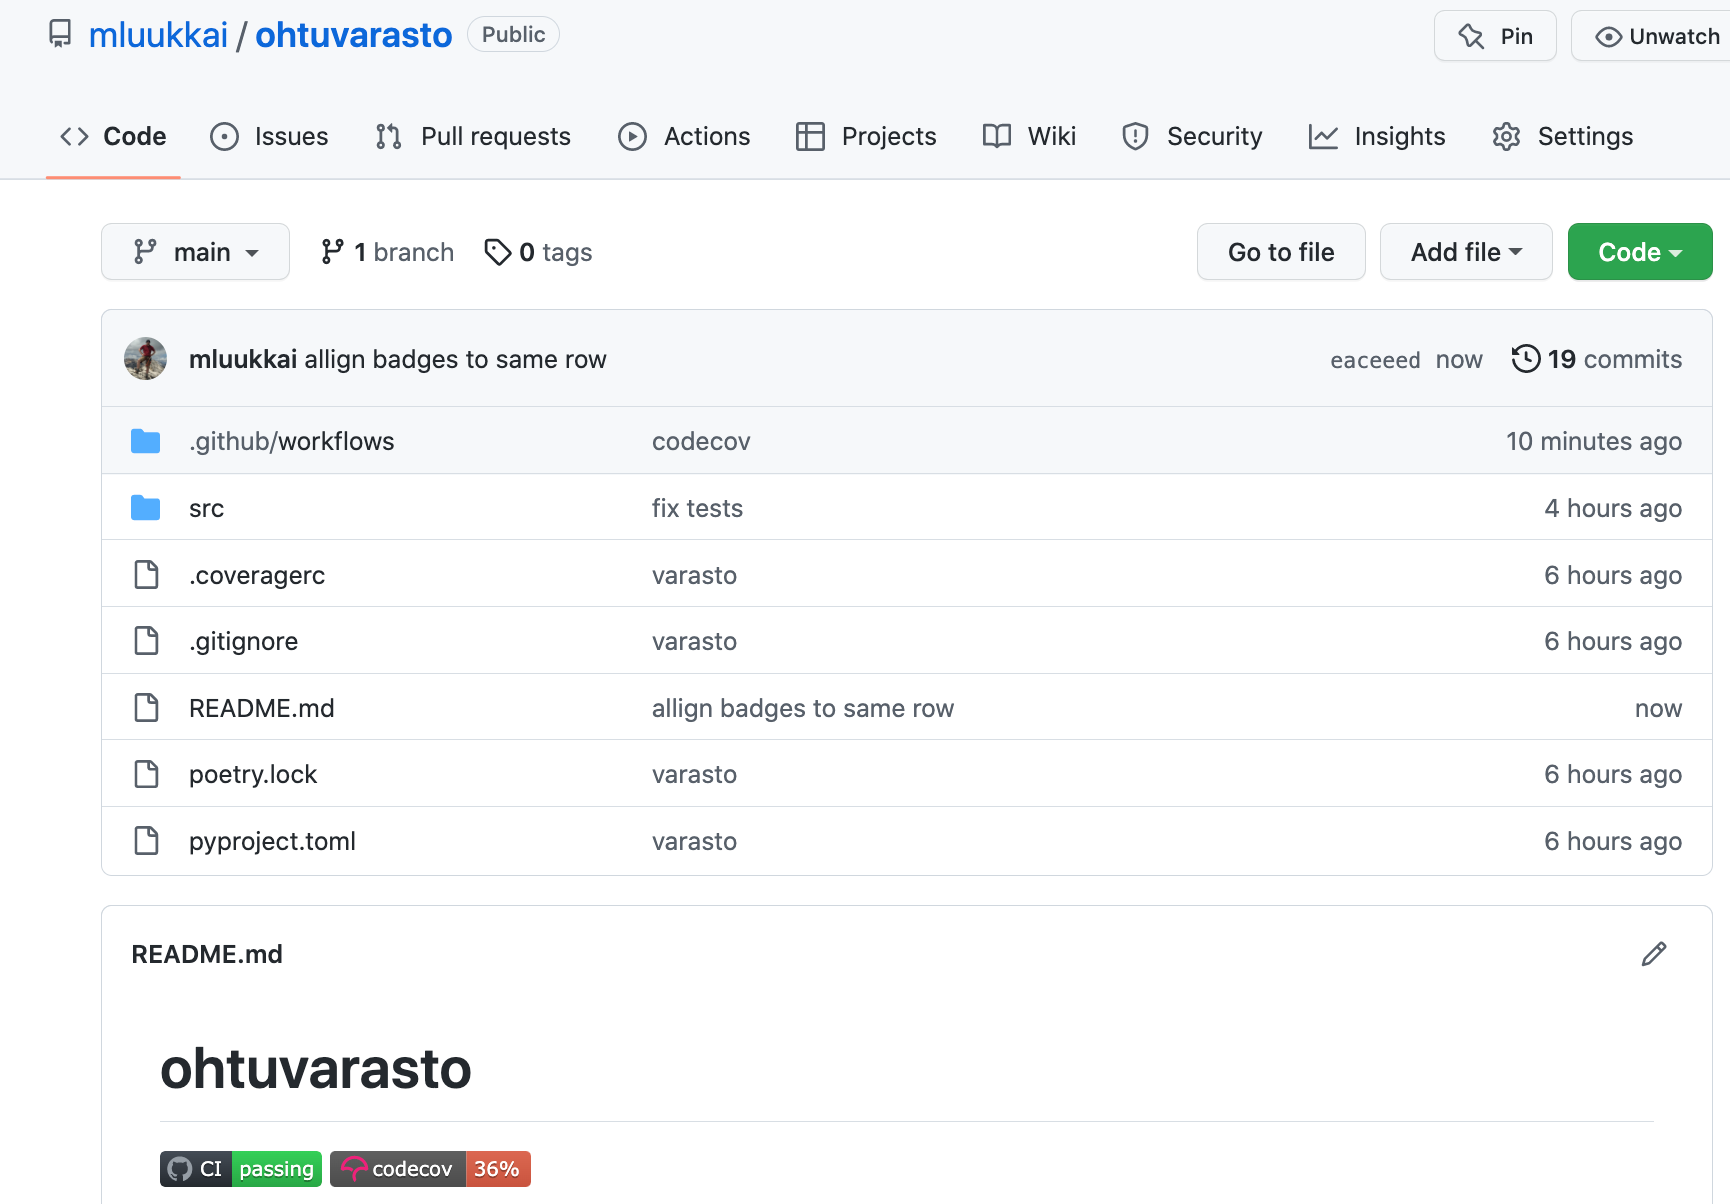 mluukkai / ohtuvarasto Public Pin Unwatch
Code Issues Pull requests Actions Projects Wiki Security Insights Settings
main 1 branch 0 tags Go to file Add file Code
mluukkai allign badges to same row eaceeed now 19 commits
.github/workflows codecov 10 minutes ago
src fix tests 4 hours ago
.coveragerc varasto 6 hours ago
.gitignore varasto 6 hours ago
README.md allign badges to same row now
poetry.lock varasto 6 hours ago
pyproject.toml varasto 6 hours ago
README.md
ohtuvarasto
CI passing codecov 36%